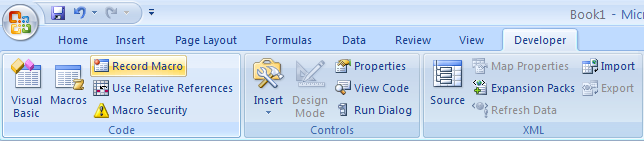 Book1 - Mic
Home Insert Page Layout Formulas Data Review View Developer
Visual Basic
Macros
Record Macro
Use Relative References
Macro Security
Code
Insert
Design Mode
Properties
View Code
Run Dialog
Controls
Source
Map Properties
Expansion Packs
Refresh Data
Import
Export
XML